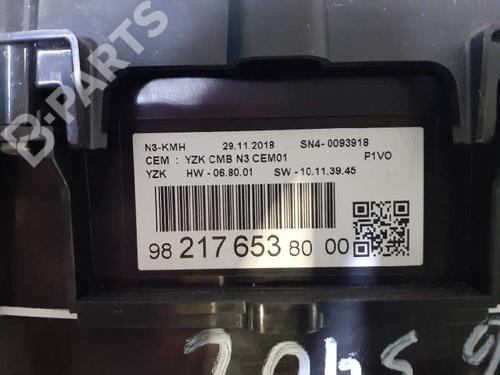 B-PARTS
N3-KMH 29.11.2018 SN4-0093918
CEM : YZK CMB N3 CEM01 P1VO
YZK HW - 06.80.01 SW - 10.11.39.45
98 217 653 80 00